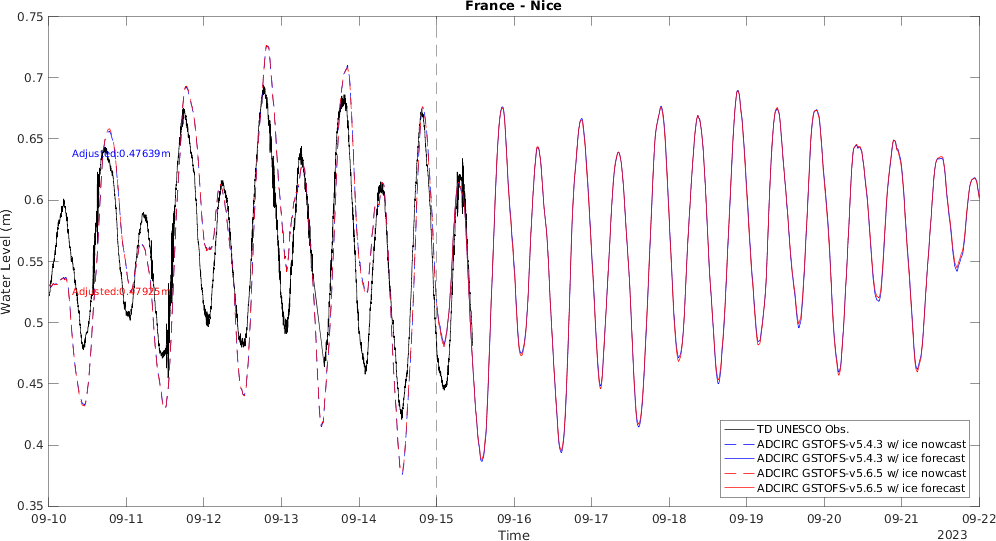 France - Nice
0.75
0.7
0.65
0.6
0.55
0.5
0.45
0.4
0.35
Water Level (m)
Adjusted:0.47639m
Adjusted:0.47925m
TD UNESCO Obs.
ADCIRC GSTOFS-v5.4.3 w/ ice nowcast
ADCIRC GSTOFS-v5.4.3 w/ ice forecast
ADCIRC GSTOFS-v5.6.5 w/ ice nowcast
ADCIRC GSTOFS-v5.6.5 w/ ice forecast
09-10 09-11 09-12 09-13 09-14 09-15 09-16 09-17 09-18 09-19 09-20 09-21 09-22
Time
2023